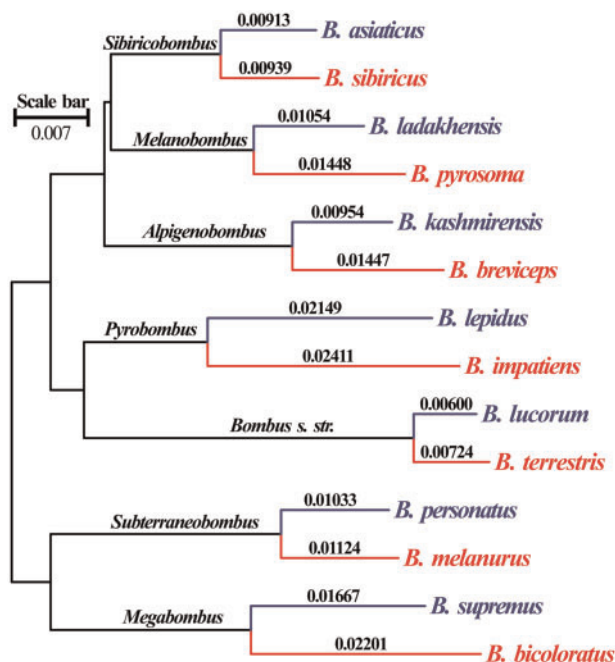 0.00913
B. asiaticus
Sibiricobombus
0.00939
B. sibiricus
Scale bar
0.007
0.01054
B. ladakhensis
Melanobombus
0.01448
B. pyrosoma
0.00954
B. kashmirensis
Alpigenobombus
0.01447
B. breviceps
0.02149
B. lepidus
Pyrobombus
0.02411
B. impatiens
0.00600
B. lucorum
Bombus s. str.
0.00724
B. terrestris
0.01033
B. personatus
Subterraneobombus
0.01124
B. melanurus
0.01667
B. supremus
Megabombus
0.02201
B. bicoloratus